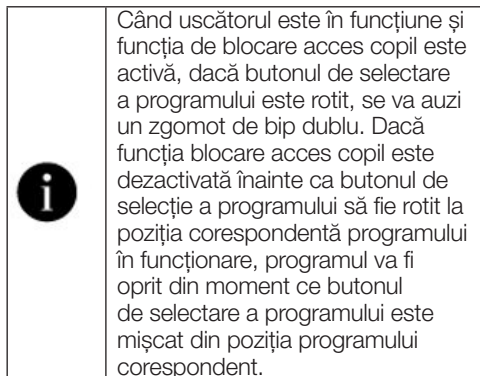 Când uscătorul este în funcțiune și
funcția de blocare acces copil este
activă, dacă butonul de selectare
a programului este rotit, se va auzi
un zgomot de bip dublu. Dacă
funcția blocare acces copil este
dezactivată înainte ca butonul de
selecție a programului să fie rotit la
poziția corespondentă programului
în funcționare, programul va fi
oprit din moment ce butonul
de selectare a programului este
mișcat din poziția programului
corespondent.